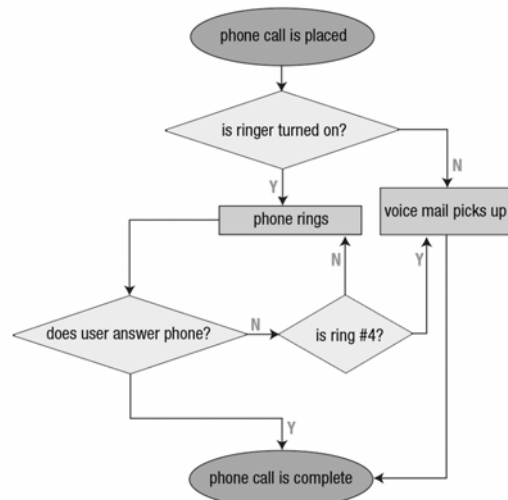 phone call is placed
is ringer turned on?
N
Y
phone rings
voice mail picks up
N
Y
does user answer phone?
N
is ring #4?
Y
phone call is complete